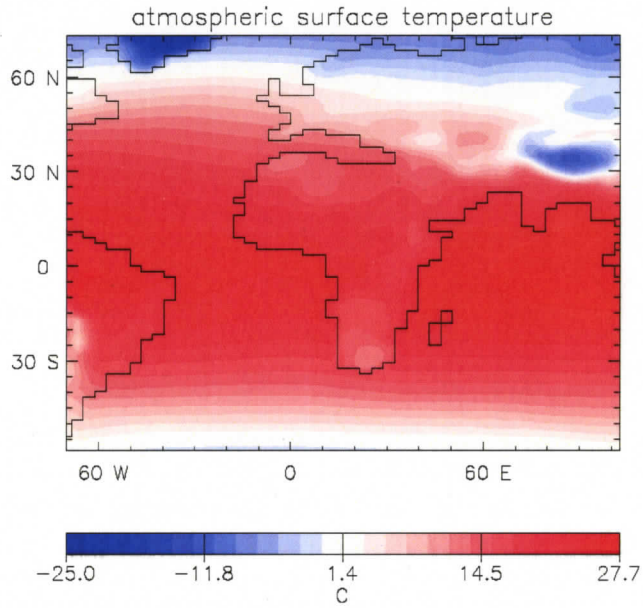 atmospheric surface temperature
60 N
30 N
0
30 S
60 W 0 60 E
−25.0 −11.8 1.4 14.5 27.7
C